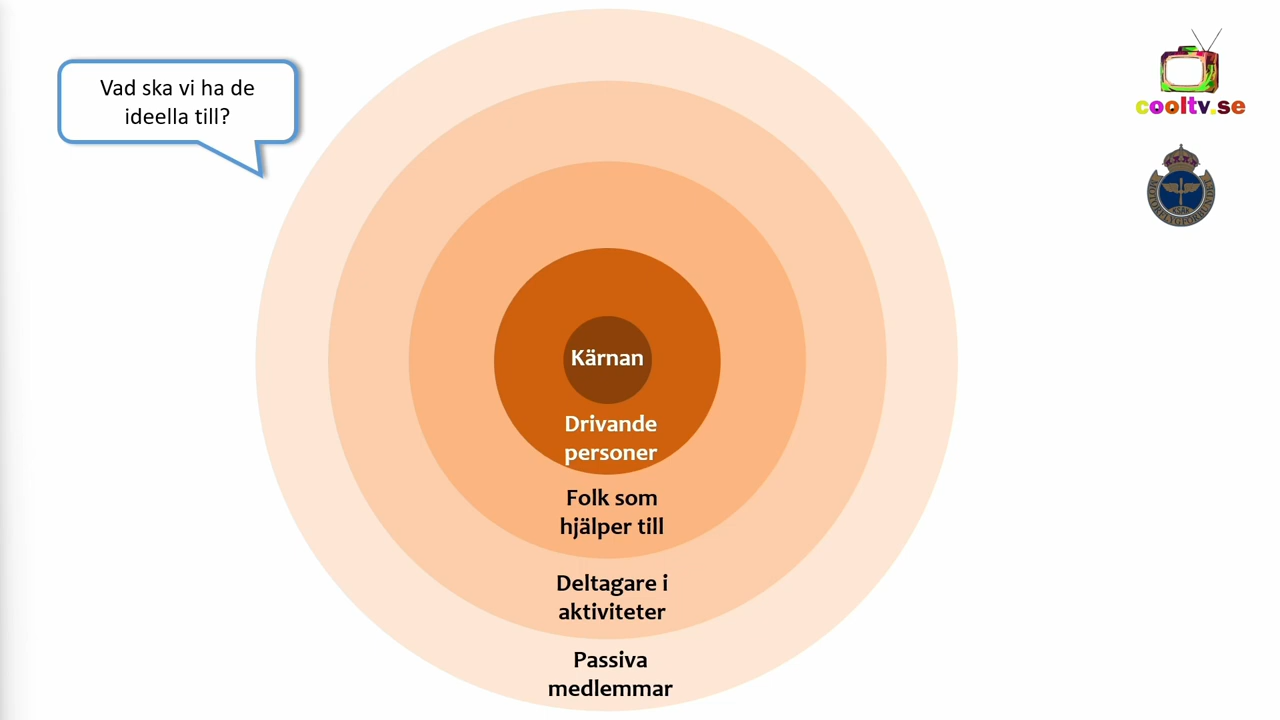 Vad ska vi ha de
ideella till?
cooltv.se
Kärnan
Drivande
personer
Folk som
hjälper till
Deltagare i
aktiviteter
Passiva
medlemmar